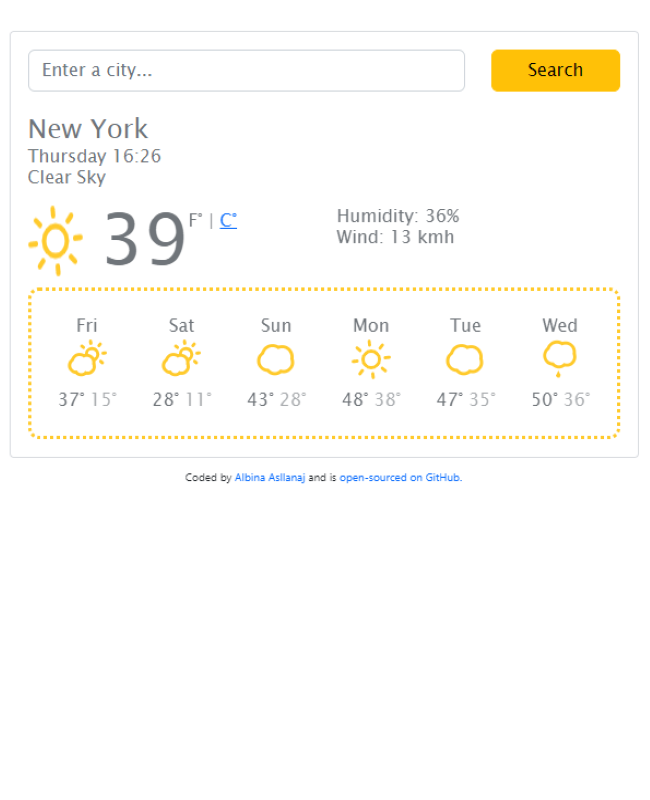 Enter a city...
Search
New York
Thursday 16:26
Clear Sky
39 F° | C°
Humidity: 36%
Wind: 13 kmh
Fri Sat Sun Mon Tue Wed
37° 15° 28° 11° 43° 28° 48° 38° 47° 35° 50° 36°
Coded by Albina Asllanaj and is open-sourced on GitHub.